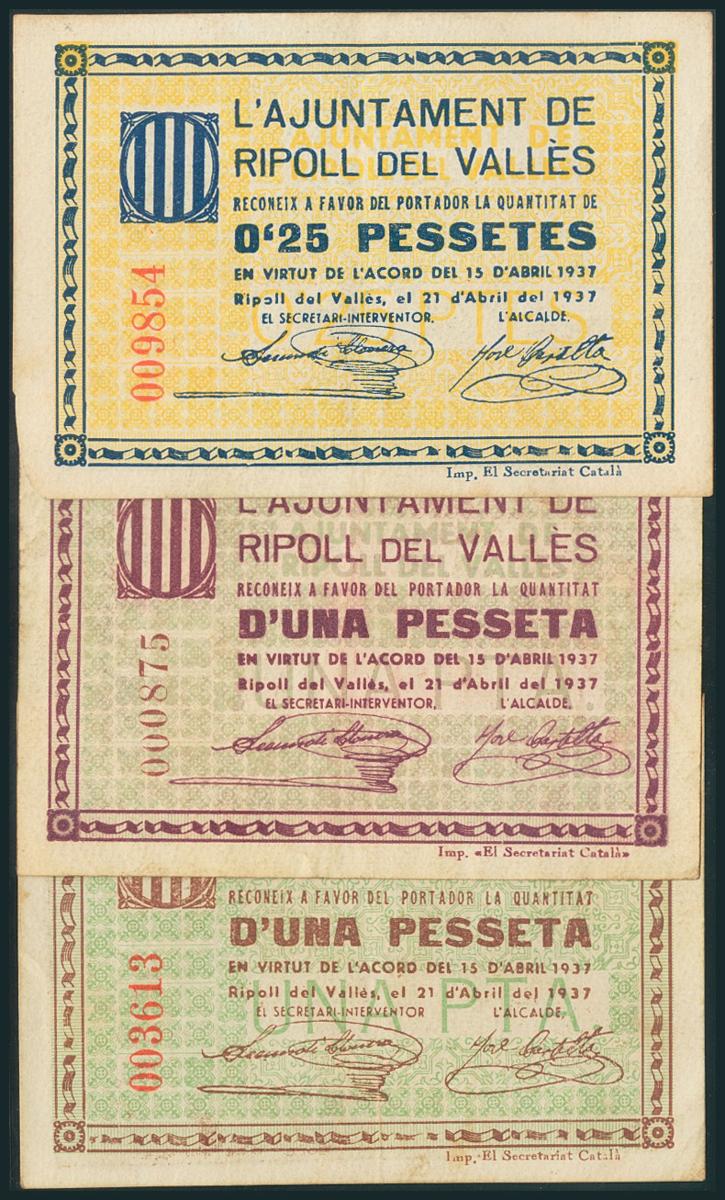 L'AJUNTAMENT DE
RIPOLL DEL VALLÈS
RECONEIX A FAVOR DEL PORTADOR LA QUANTITAT DE
0'25 PESSETES
EN VIRTUT DE L'ACORD DEL 15 D'ABRIL 1937
Ripoll del Vallès, el 21 d'Abril del 1937
EL SECRETARI-INTERVENTOR, L'ALCALDE,
009854
Imp. El Secretariat Català
L'AJUNTAMENT DE
RIPOLL DEL VALLÈS
RECONEIX A FAVOR DEL PORTADOR LA QUANTITAT
D'UNA PESSETA
EN VIRTUT DE L'ACORD DEL 15 D'ABRIL 1937
Ripoll del Vallès, el 21 d'Abril del 1937
EL SECRETARI-INTERVENTOR, L'ALCALDE,
000875
Imp. «El Secretariat Català»
RECONEIX A FAVOR DEL PORTADOR LA QUANTITAT
D'UNA PESSETA
EN VIRTUT DE L'ACORD DEL 15 D'ABRIL 1937
Ripoll del Vallès, el 21 d'Abril del 1937
EL SECRETARI-INTERVENTOR L'ALCALDE,
UNA PTA
003613
Imp. El Secretariat Català